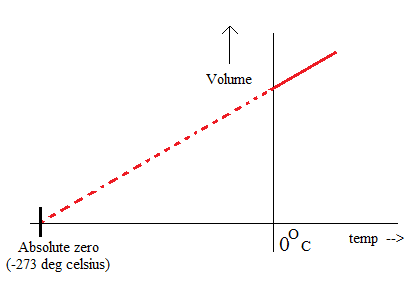 Volume
0° C
temp -->
Absolute zero
(-273 deg celsius)